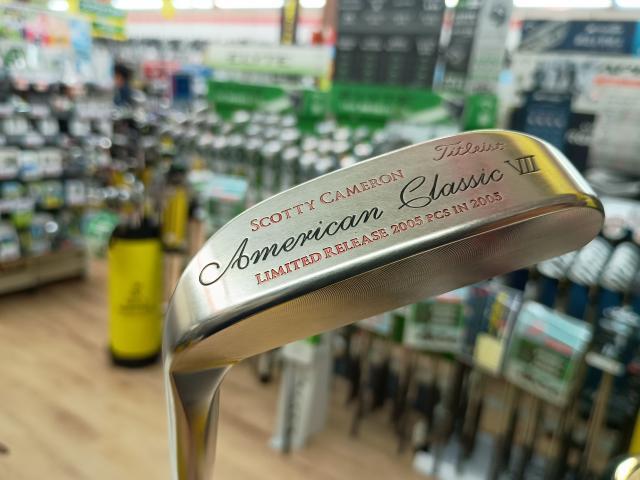 Titleist
SCOTTY CAMERON
American Classic VII
LIMITED RELEASE 2005 PCS IN 2005